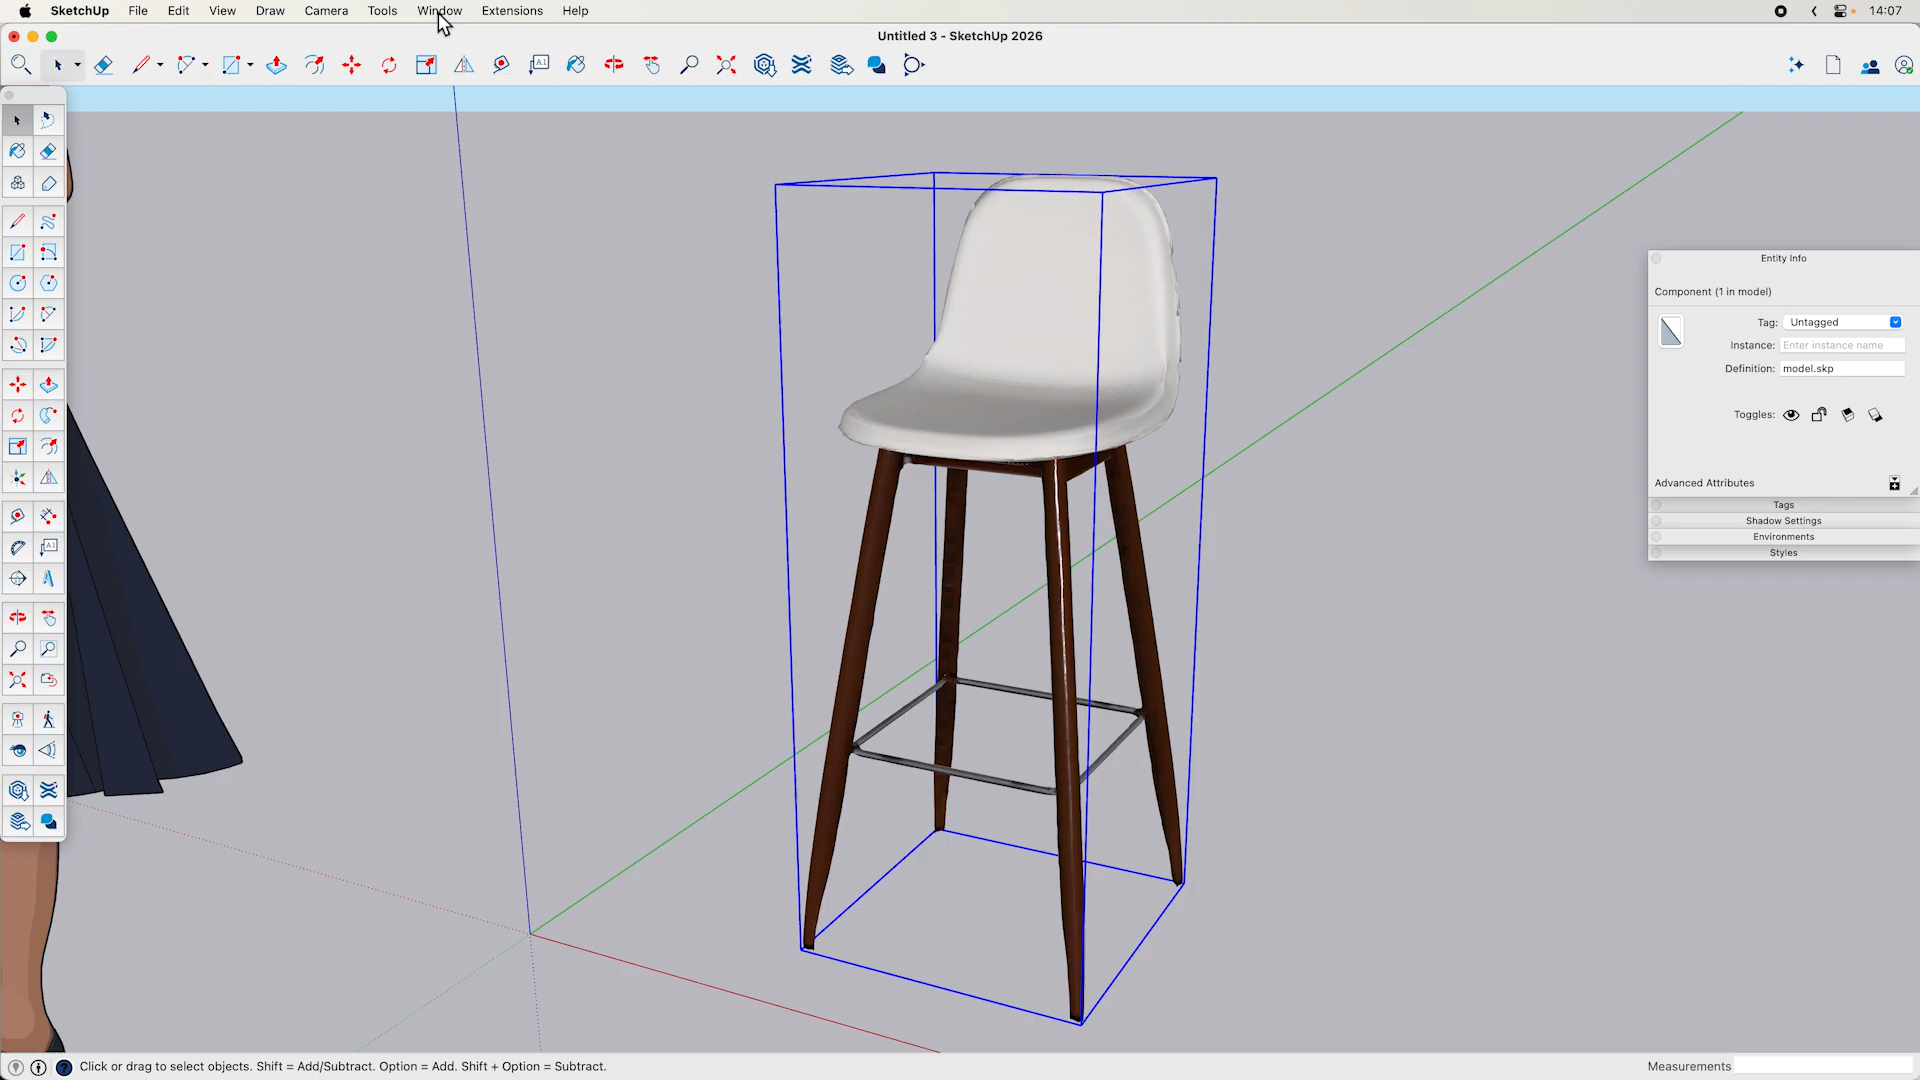 SketchUp File Edit View Draw Camera Tools Window Extensions Help 14:07
Untitled 3 - SketchUp 2026
Entity Info
Component (1 in model)
Tag: Untagged
Instance: Enter instance name
Definition: model.skp
Toggles:
Advanced Attributes
Tags
Shadow Settings
Environments
Styles
Click or drag to select objects. Shift = Add/Subtract. Option = Add. Shift + Option = Subtract. Measurements